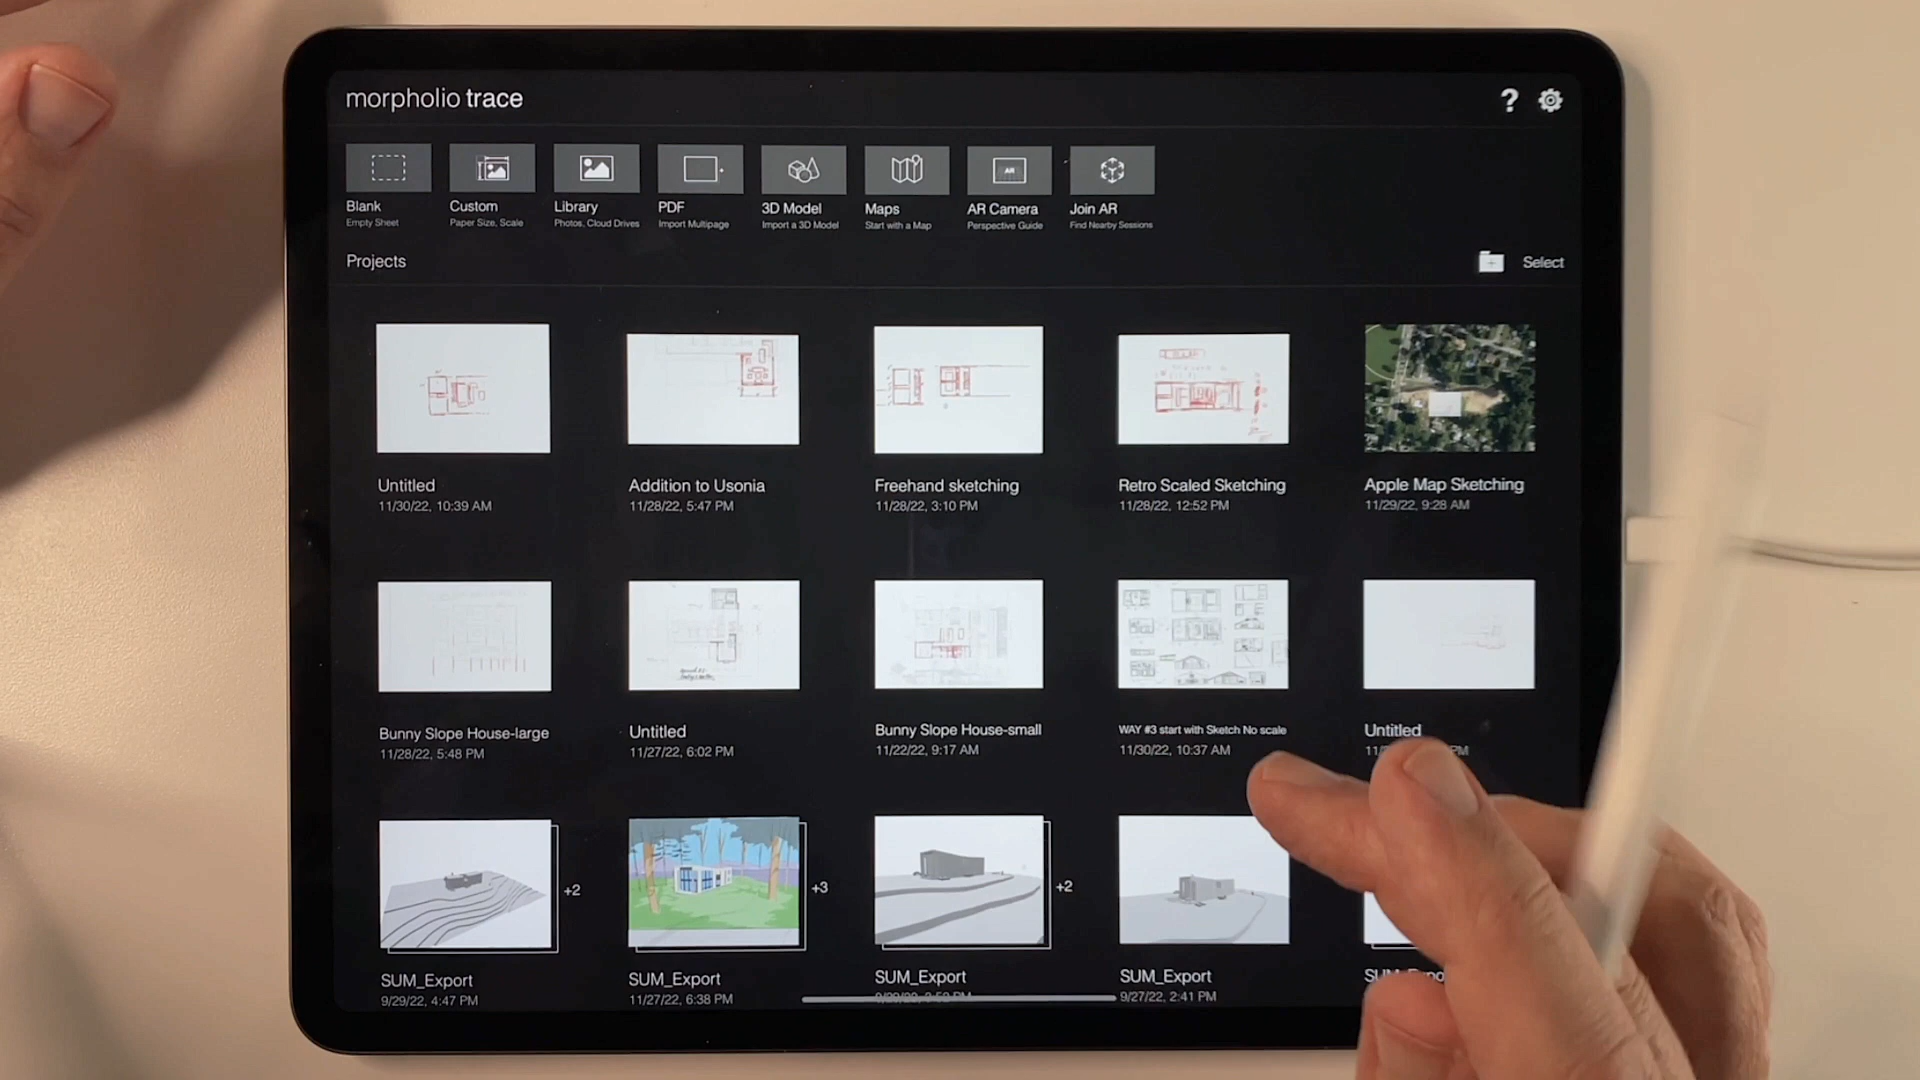 morpholio trace
?
Blank
Empty Sheet
Custom
Paper Size, Scale
Library
Photos, Cloud Drives
PDF
Import Multipage
3D Model
Import a 3D Model
Maps
Start with a Map
AR
AR Camera
Perspective Guide
Join AR
Find Nearby Sessions
Projects
Select
Untitled
11/30/22, 10:39 AM
Addition to Usonia
11/28/22, 5:47 PM
Freehand sketching
11/28/22, 3:10 PM
Retro Scaled Sketching
11/28/22, 12:52 PM
Apple Map Sketching
11/29/22, 9:28 AM
Bunny Slope House-large
11/28/22, 5:48 PM
Untitled
11/27/22, 6:02 PM
Bunny Slope House-small
11/22/22, 9:17 AM
WAY #3 start with Sketch No scale
11/30/22, 10:37 AM
Untitled
+2
SUM_Export
9/29/22, 4:47 PM
+3
SUM_Export
11/27/22, 6:38 PM
+2
SUM_Export
SUM_Export
9/27/22, 2:41 PM